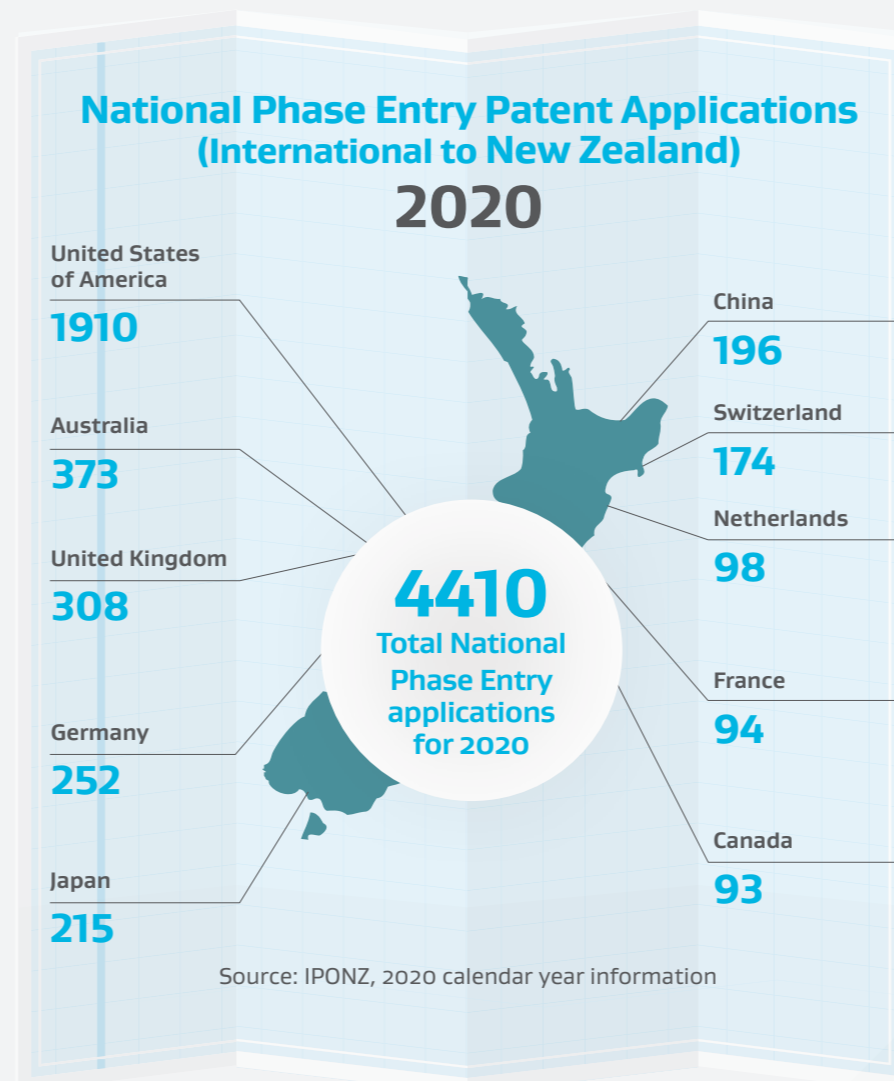 National Phase Entry Patent Applications
(International to New Zealand)
2020
United States
of America
1910
Australia
373
United Kingdom
308
Germany
252
Japan
215
China
196
Switzerland
174
Netherlands
98
France
94
Canada
93
4410
Total National
Phase Entry
applications
for 2020
Source: IPONZ, 2020 calendar year information